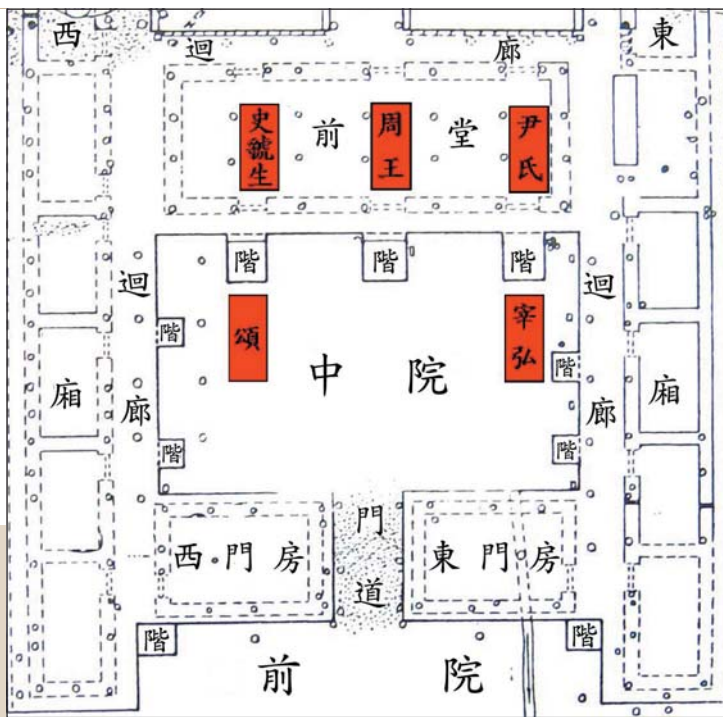 西 迴 廊 東
史虢生 前 周王 堂 尹氏
階 階 階
迴 迴
頌 宰弘
階 階
中 院
廂 廊 廊 廂
階 階
西門房 門道 東門房
階 階
前 院